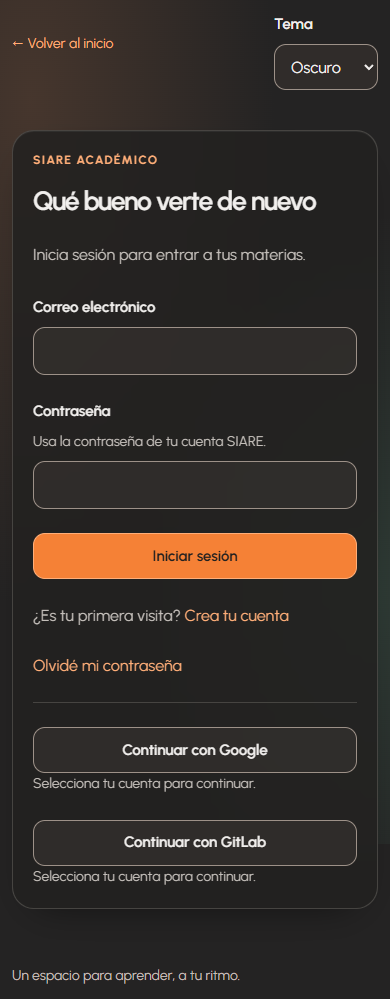 ← Volver al inicio
Tema
Oscuro
SIARE ACADÉMICO
Qué bueno verte de nuevo
Inicia sesión para entrar a tus materias.
Correo electrónico
Contraseña
Usa la contraseña de tu cuenta SIARE.
Iniciar sesión
¿Es tu primera visita? Crea tu cuenta
Olvidé mi contraseña
Continuar con Google
Selecciona tu cuenta para continuar.
Continuar con GitLab
Selecciona tu cuenta para continuar.
Un espacio para aprender, a tu ritmo.